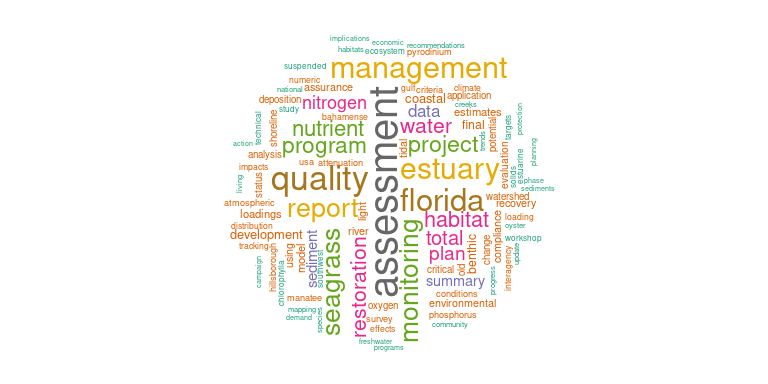 implications
economic
recommendations
habitats
ecosystem
pyrodinium
suspended
management
numeric
national
assurance
gulf
criteria
climate
deposition
nitrogen
coastal
application
creeks
study
bahamense
data
estimates
technical
shoreline
nutrient
assessment
water
final
potential
targets
protection
action
program
tidal
project
trends
analysis
usa
attenuation
estuary
evaluation
solids
estuarine
planning
impacts
living
status
quality
phase
sediments
atmospheric
report
light
florida
watershed
recovery
loadings
habitat
loading
distribution
oyster
development
river
total
compliance
workshop
tracking
using
model
sediment
southwest
seagrass
restoration
monitoring
plan
benthic
change
update
campaign
hillsborough
chlorophylla
critical
old
progress
interagency
summary
manatee
conditions
mapping
oxygen
environmental
demand
species
survey
phosphorus
effects
community
freshwater
programs